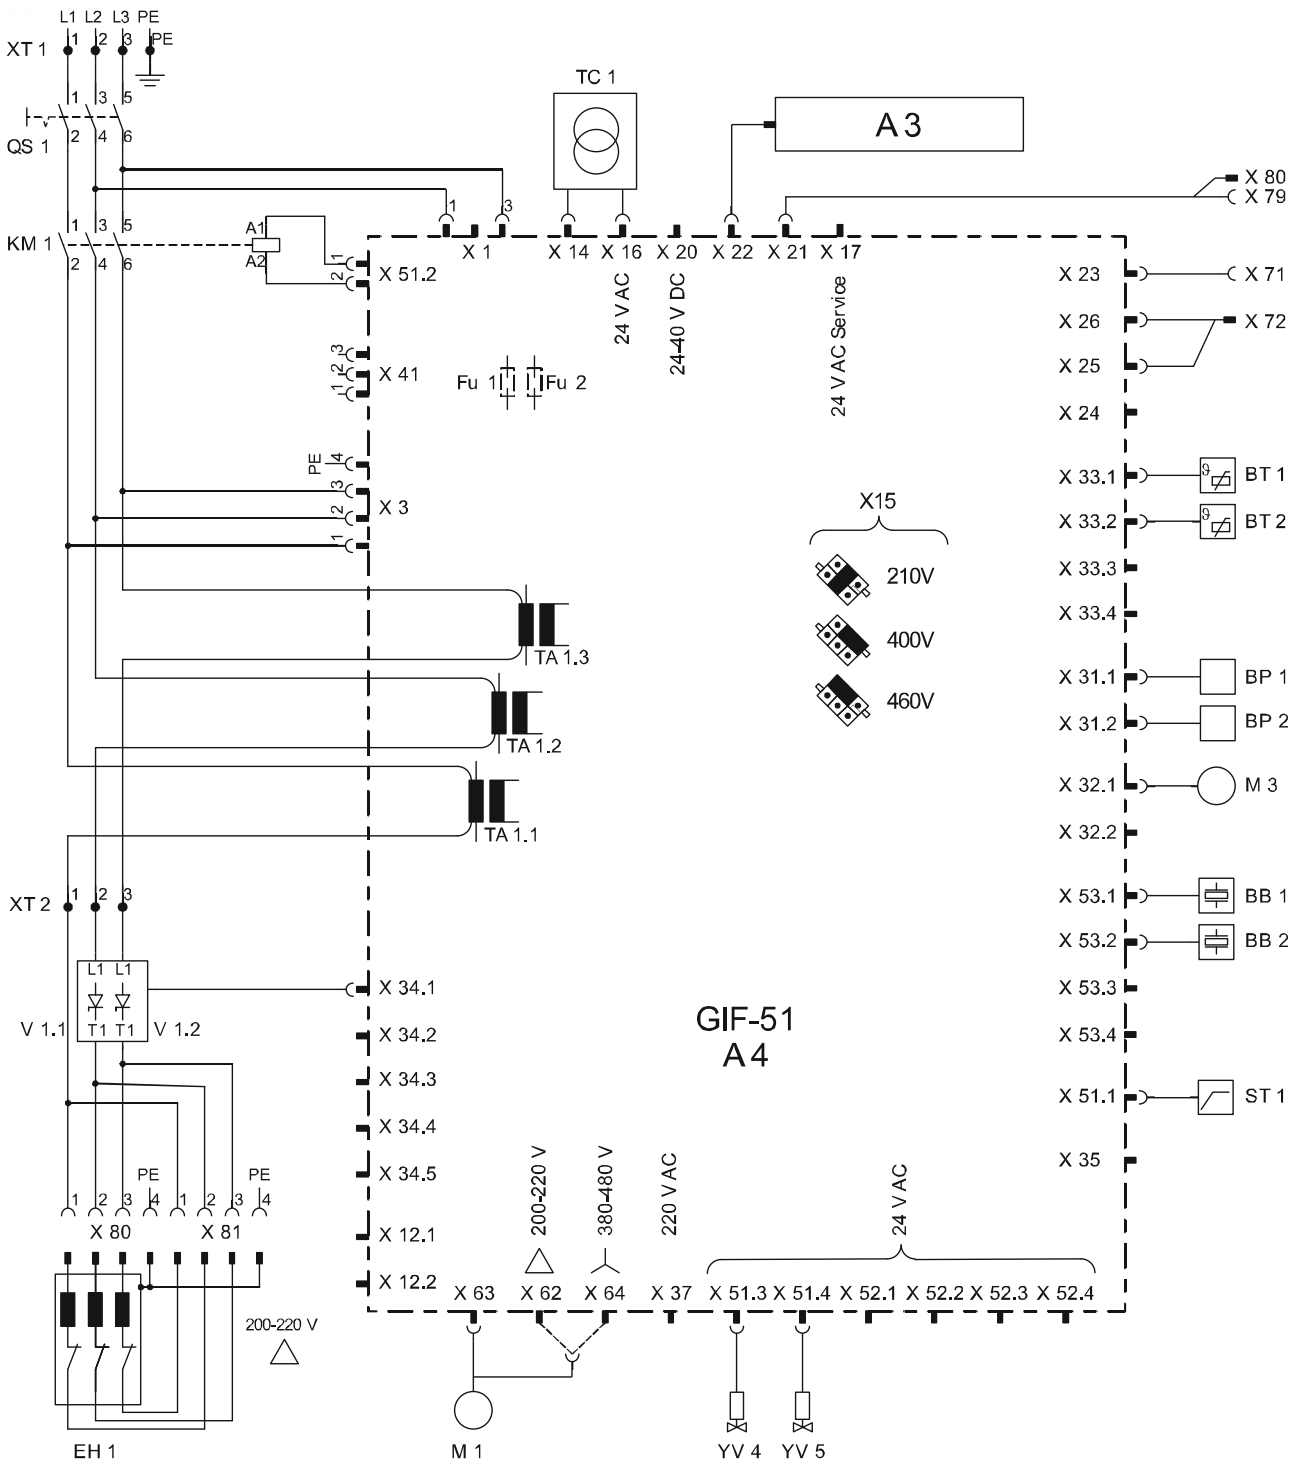 L1 L2 L3 PE
XT 1 1 2 3 PE
TC 1
A 3
1 3 5
QS 1 2 4 6
X 80
X 79
1 3
1 3 5 A1
KM 1 2 4 6 A2
X 1 X 14 X 16 X 20 X 22 X 21 X 17
24 V AC
24-40 V DC
24 V AC Service
1 2 X 51.2
X 23 X 71
X 26 X 72
X 25
X 24
3 2 1 X 41
Fu 1 Fu 2
PE 4
3 2 1 X 3
X15
210V
400V
460V
X 33.1 BT 1
X 33.2 BT 2
X 33.3
X 33.4
TA 1.3
TA 1.2
TA 1.1
X 31.1 BP 1
X 31.2 BP 2
X 32.1 M 3
X 32.2
XT 2 1 2 3
X 53.1 BB 1
X 53.2 BB 2
X 53.3
X 53.4
L1 L1
T1 T1
V 1.1 V 1.2
X 34.1
X 34.2
X 34.3
X 34.4
X 34.5
GIF-51
A 4
X 51.1 ST 1
X 35
PE PE
1 2 3 4 1 2 3 4
X 80 X 81
X 12.1
X 12.2
200-220 V
380-480 V
220 V AC
24 V AC
X 63 X 62 X 64 X 37 X 51.3 X 51.4 X 52.1 X 52.2 X 52.3 X 52.4
200-220 V
EH 1
M 1
YV 4 YV 5